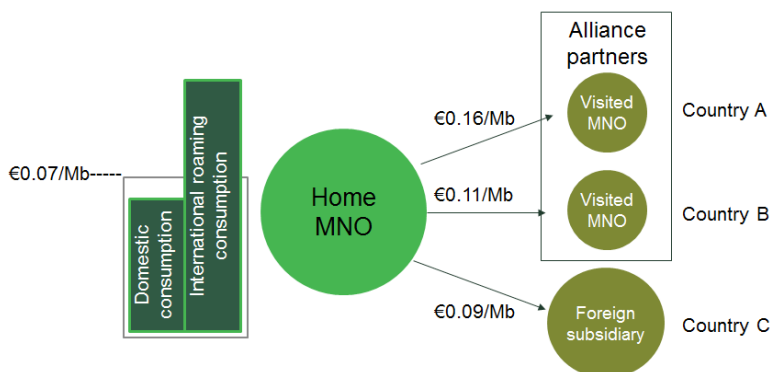 Alliance
partners
Visited
MNO
Country A
€0.16/Mb
€0.07/Mb-----
Domestic
consumption
International roaming
consumption
Home
MNO
€0.11/Mb
Visited
MNO
Country B
€0.09/Mb
Foreign
subsidiary
Country C